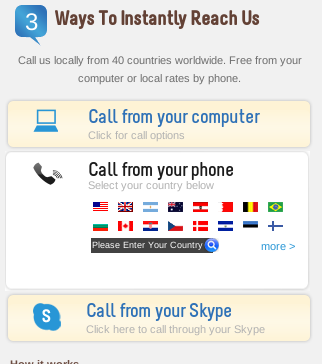 3 Ways To Instantly Reach Us
Call us locally from 40 countries worldwide. Free from your
computer or local rates by phone.
Call from your computer
Click for call options
Call from your phone
Select your country below
Please Enter Your Country
more >
S Call from your Skype
Click here to call through your Skype
How it works